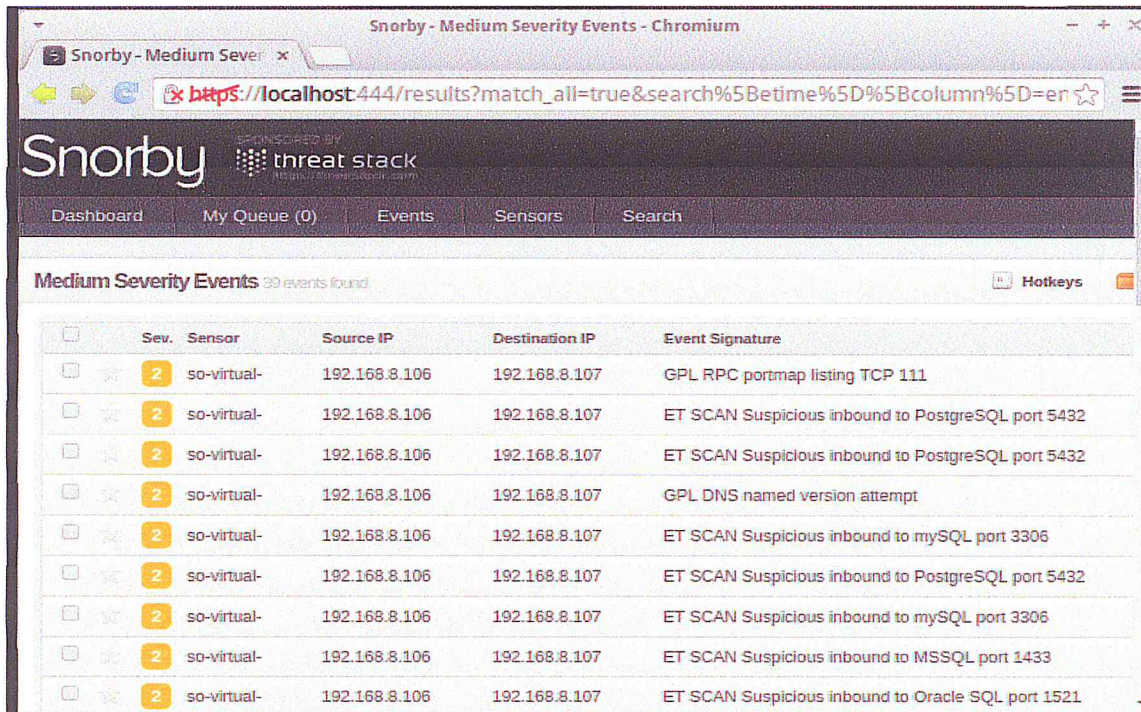 Snorby - Medium Severity Events - Chromium
Snorby - Medium Sever
https://localhost:444/results?match_all=true&search%5Betime%5D%5Bcolumn%5D=en
Snorby SPONSORED BY threat stack
Dashboard My Queue (0) Events Sensors Search
Medium Severity Events 39 events found Hotkeys
Sev. Sensor Source IP Destination IP Event Signature
2 so-virtual- 192.168.8.106 192.168.8.107 GPL RPC portmap listing TCP 111
2 so-virtual- 192.168.8.106 192.168.8.107 ET SCAN Suspicious inbound to PostgreSQL port 5432
2 so-virtual- 192.168.8.106 192.168.8.107 ET SCAN Suspicious inbound to PostgreSQL port 5432
2 so-virtual- 192.168.8.106 192.168.8.107 GPL DNS named version attempt
2 so-virtual- 192.168.8.106 192.168.8.107 ET SCAN Suspicious inbound to mySQL port 3306
2 so-virtual- 192.168.8.106 192.168.8.107 ET SCAN Suspicious inbound to PostgreSQL port 5432
2 so-virtual- 192.168.8.106 192.168.8.107 ET SCAN Suspicious inbound to mySQL port 3306
2 so-virtual- 192.168.8.106 192.168.8.107 ET SCAN Suspicious inbound to MSSQL port 1433
2 so-virtual- 192.168.8.106 192.168.8.107 ET SCAN Suspicious inbound to Oracle SQL port 1521